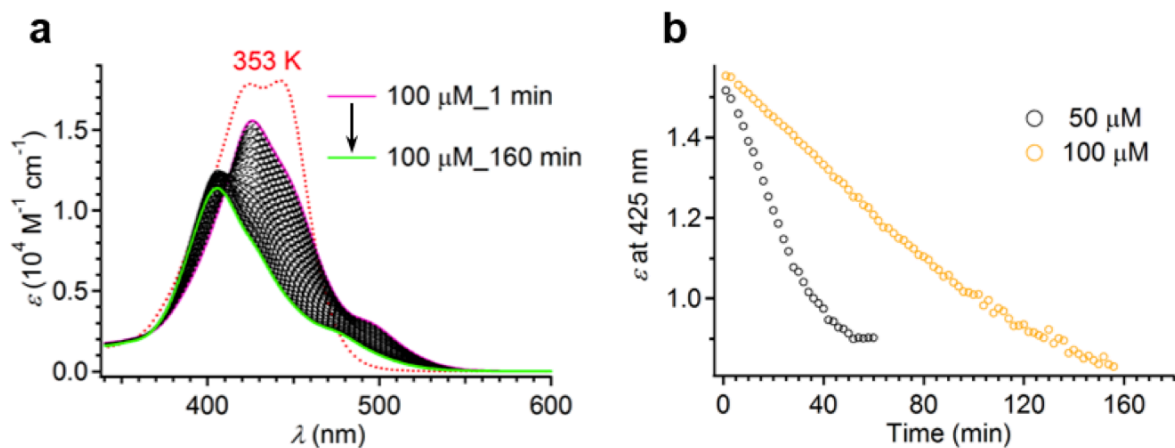 a
353 K
100 μM_1 min
100 μM_160 min
ε (10⁴ M⁻¹ cm⁻¹)
1.5
1.0
0.5
0.0
400
500
600
λ (nm)
b
50 μM
100 μM
ε at 425 nm
1.4
1.2
1.0
0
40
80
120
160
Time (min)